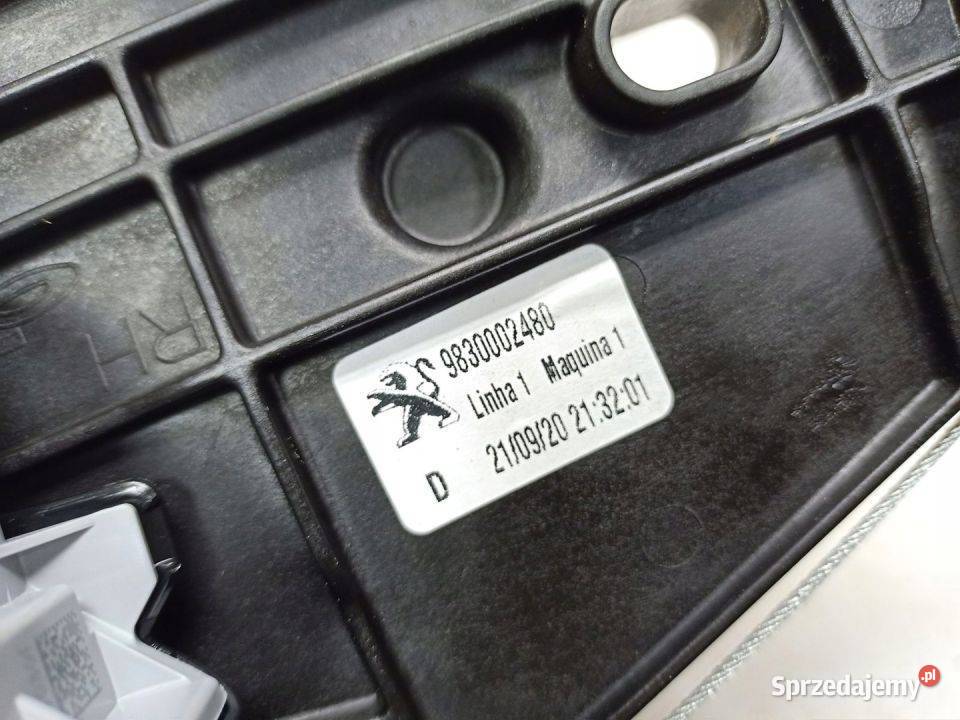 9830002480
Linha 1 Maquina 1
21/09/20 21:32:01
D
RH
Sprzedajemy.pl